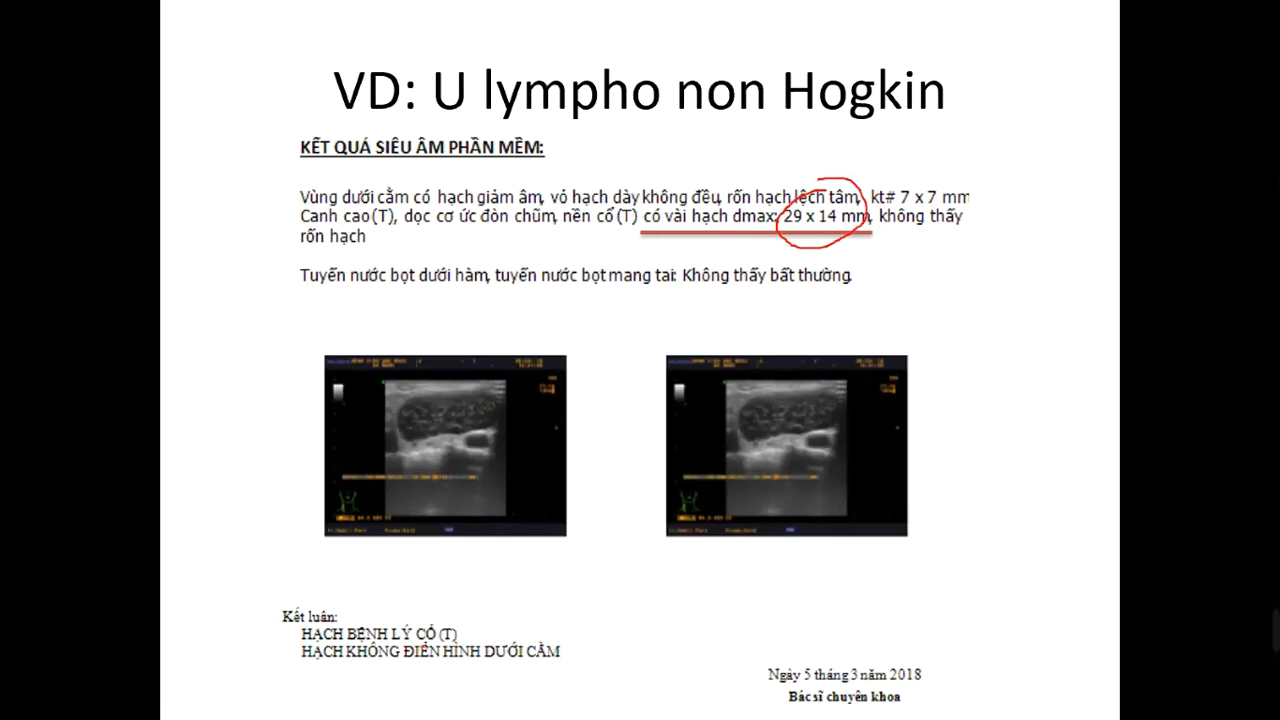 VD: U lympho non Hogkin
KẾT QUẢ SIÊU ÂM PHẦN MỀM:
Vùng dưới cằm có hạch giảm âm, vỏ hạch dày không đều, rốn hạch lệch tâm, kt# 7 x 7 mm
Cạnh cao (T), dọc cơ ức đòn chũm, nền cổ (T) có vài hạch dmax: 29 x 14 mm, không thấy
rốn hạch
Tuyến nước bọt dưới hàm, tuyến nước bọt mang tai: Không thấy bất thường.
Kết luận:
HẠCH BỆNH LÝ CỔ (T)
HẠCH KHÔNG ĐIỂN HÌNH DƯỚI CẰM
Ngày 5 tháng 3 năm 2018
Bác sĩ chuyên khoa